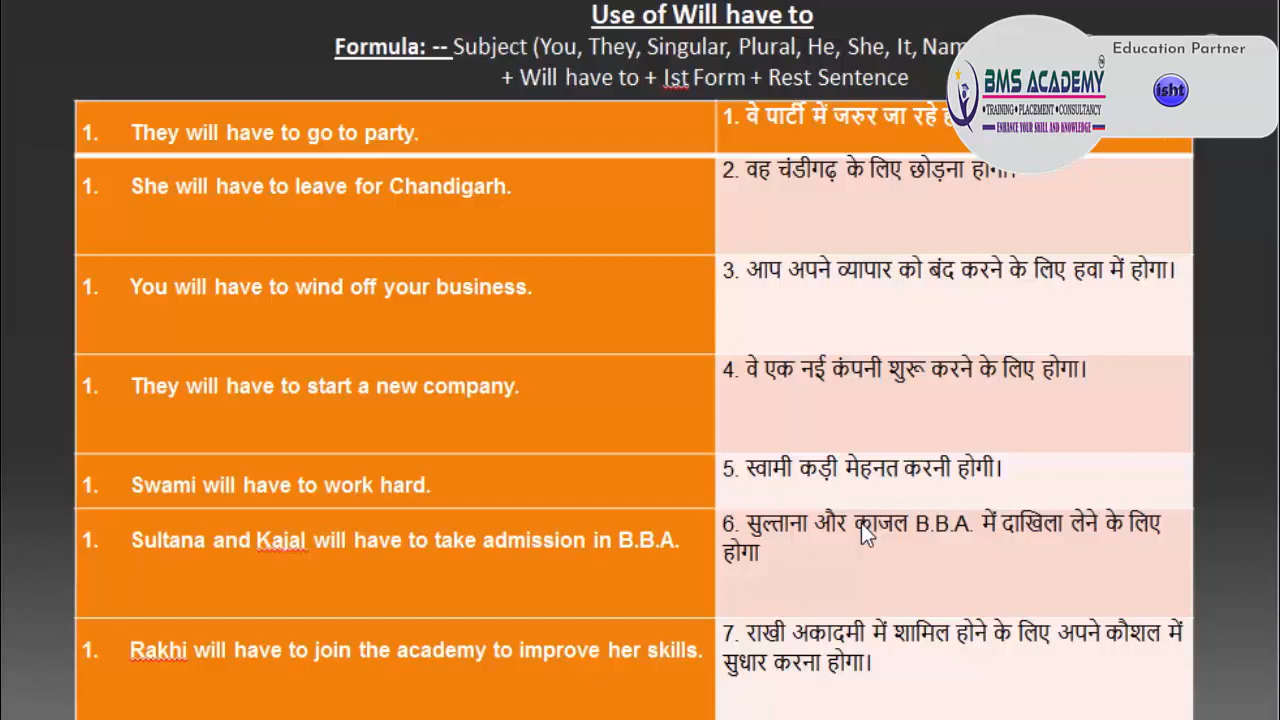 Use of Will have to
Formula: -- Subject (You, They, Singular, Plural, He, She, It,
+ Will have to + Ist Form + Rest Sentence
Education Partner
BMS ACADEMY
• TRAINING • PLACEMENT • CONSULTANCY
ENHANCE YOUR SKILL AND KNOWLEDGE
isht
1. They will have to go to party.
1. वे पार्टी में जरुर जा रहे
1. She will have to leave for Chandigarh.
2. वह चंडीगढ़ के लिए छोड़ना होगा।
1. You will have to wind off your business.
3. आप अपने व्यापार को बंद करने के लिए हवा में होगा।
1. They will have to start a new company.
4. वे एक नई कंपनी शुरू करने के लिए होगा।
1. Swami will have to work hard.
5. स्वामी कड़ी मेहनत करनी होगी।
1. Sultana and Kajal will have to take admission in B.B.A.
6. सुल्ताना और काजल B.B.A. में दाखिला लेने के लिए
होगा
1. Rakhi will have to join the academy to improve her skills.
7. राखी अकादमी में शामिल होने के लिए अपने कौशल में
सुधार करना होगा।